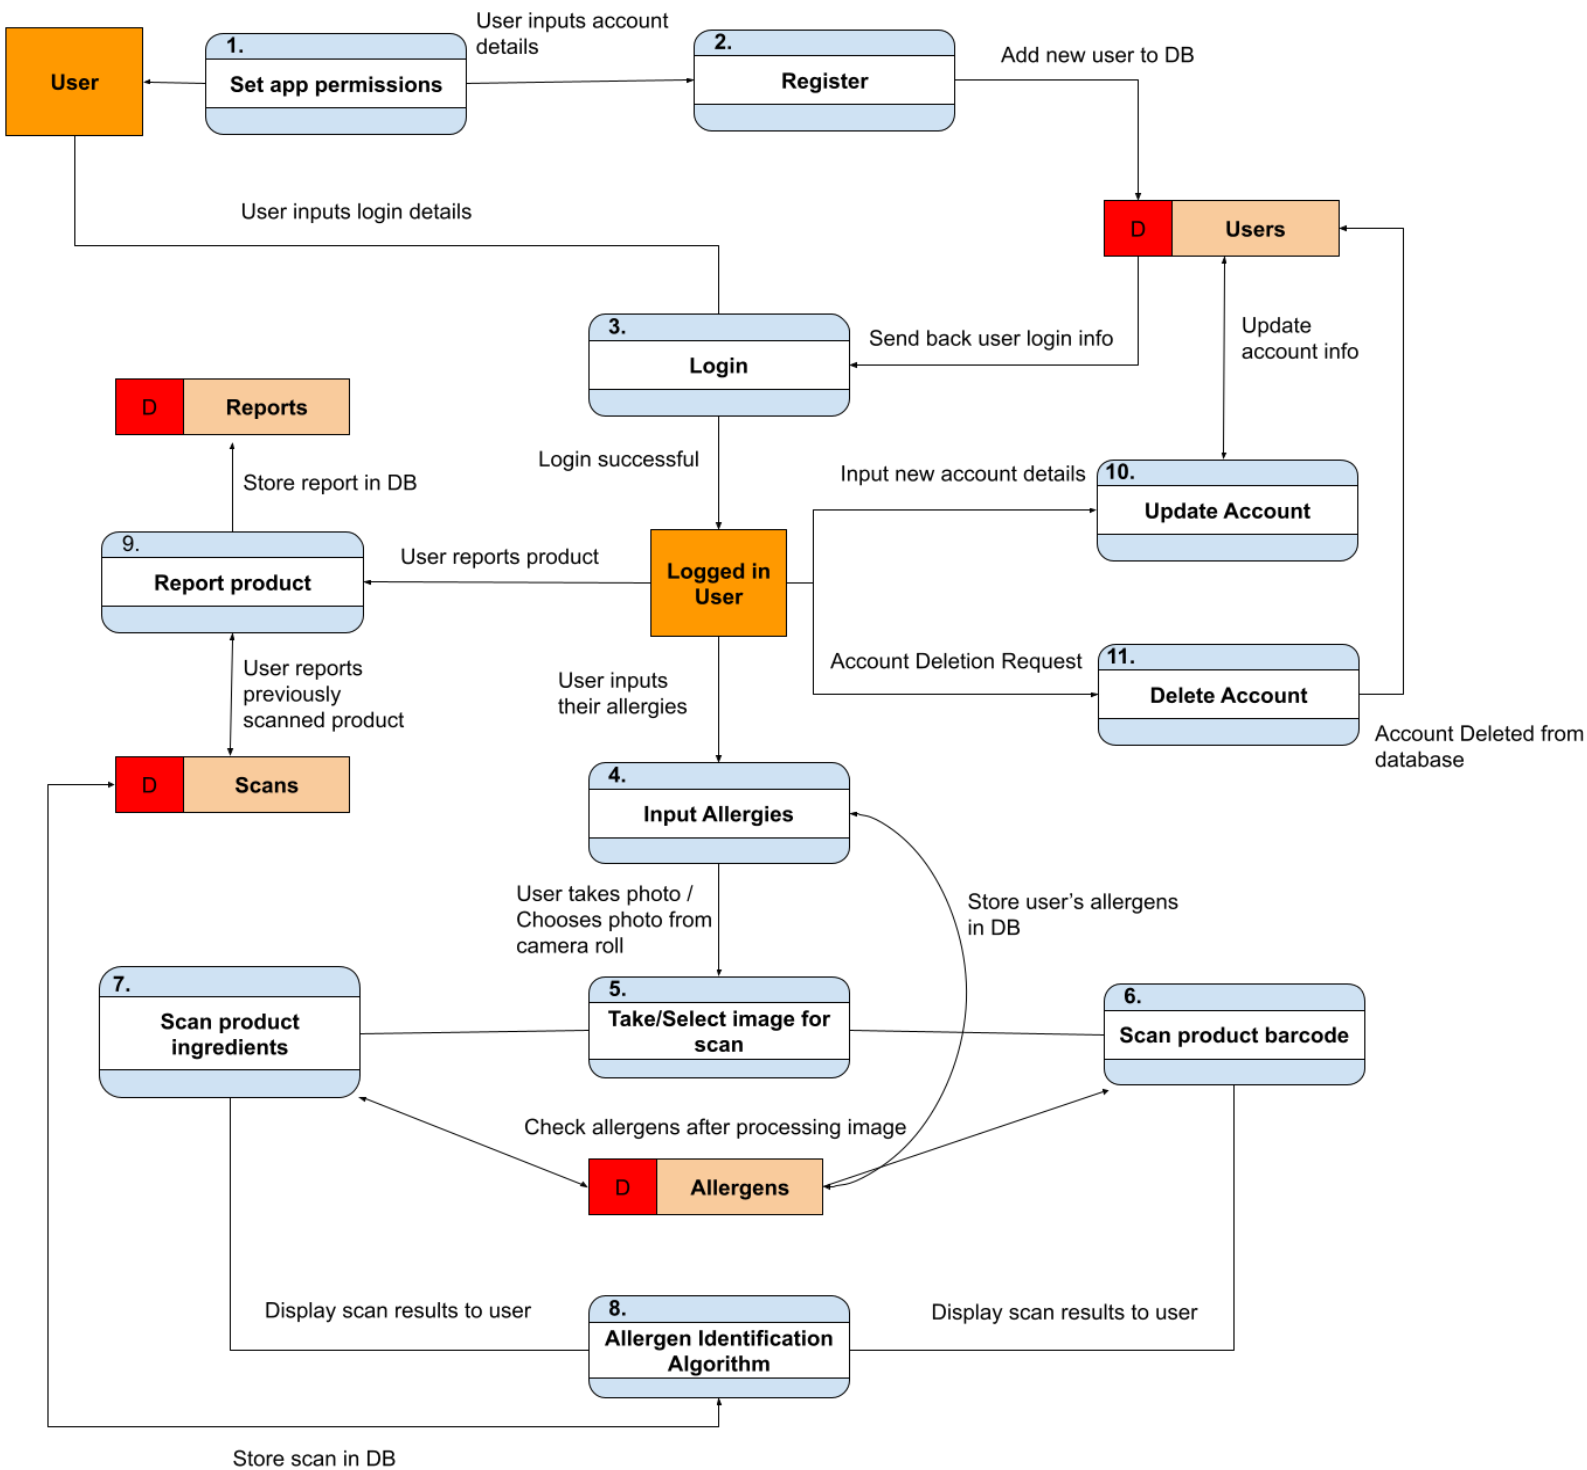 User inputs account
details
1.
2.
User
Set app permissions
Register
Add new user to DB
User inputs login details
D
Users
3.
Login
Send back user login info
Update
account info
D
Reports
Login successful
Store report in DB
Input new account details
10.
Update Account
9.
Report product
User reports product
Logged in
User
User reports
previously
scanned product
User inputs
their allergies
Account Deletion Request
11.
Delete Account
Account Deleted from
database
D
Scans
4.
Input Allergies
User takes photo /
Chooses photo from
camera roll
Store user’s allergens
in DB
7.
Scan product
ingredients
5.
Take/Select image for
scan
6.
Scan product barcode
Check allergens after processing image
D
Allergens
Display scan results to user
8.
Allergen Identification
Algorithm
Display scan results to user
Store scan in DB